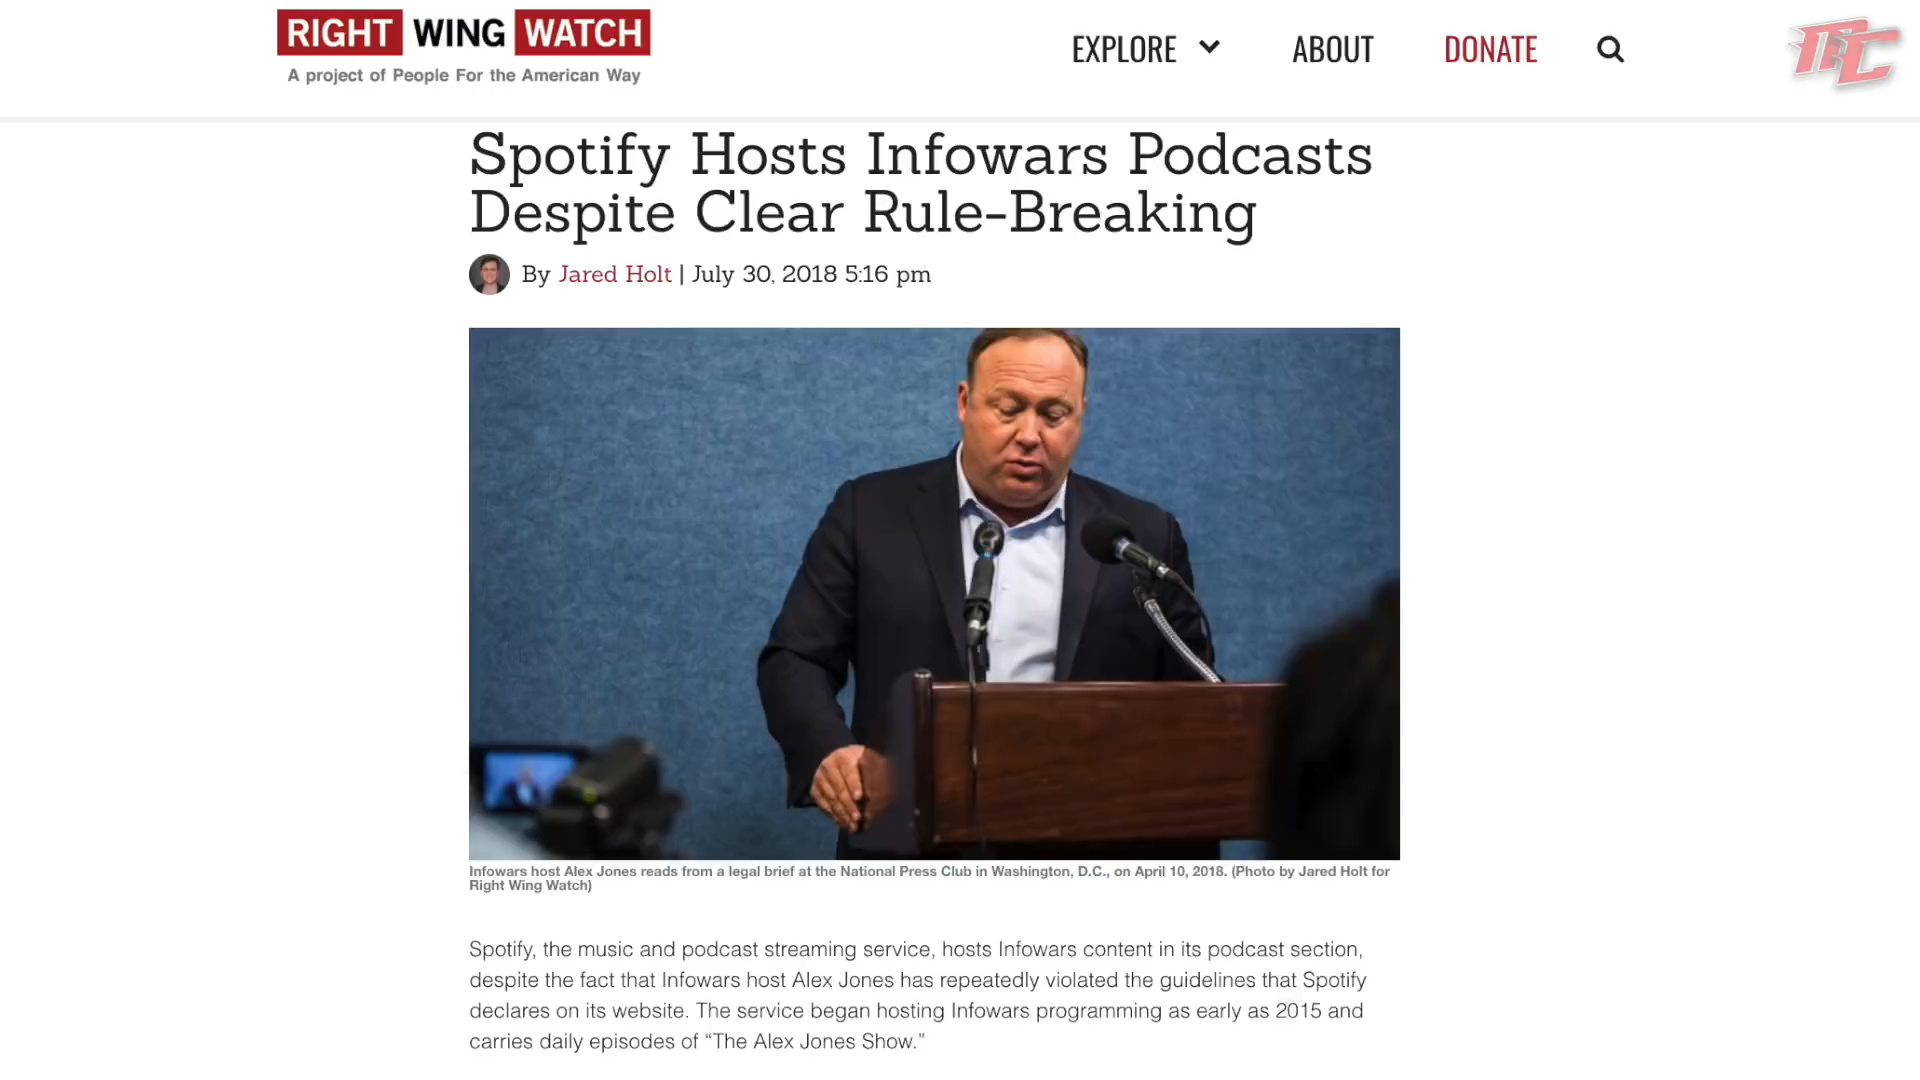 RIGHT WING WATCH
A project of People For the American Way
EXPLORE
ABOUT
DONATE
Spotify Hosts Infowars Podcasts
Despite Clear Rule-Breaking
By Jared Holt | July 30, 2018 5:16 pm
Infowars host Alex Jones reads from a legal brief at the National Press Club in Washington, D.C., on April 10, 2018. (Photo by Jared Holt for
Right Wing Watch)
Spotify, the music and podcast streaming service, hosts Infowars content in its podcast section,
despite the fact that Infowars host Alex Jones has repeatedly violated the guidelines that Spotify
declares on its website. The service began hosting Infowars programming as early as 2015 and
carries daily episodes of “The Alex Jones Show.”